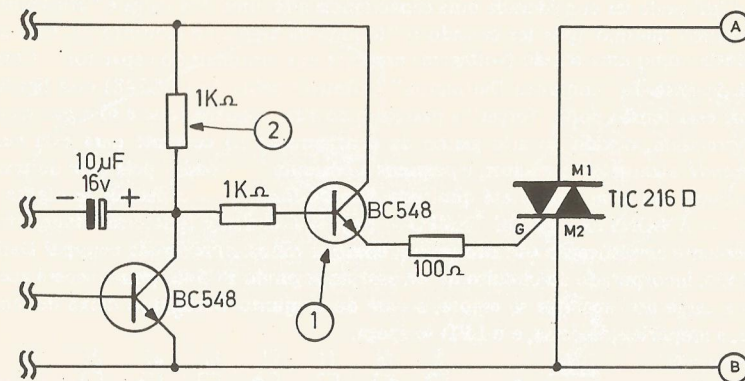 A
1KΩ
2
10µF
16v
- +
1KΩ
BC548
M1
TIC 216 D
G
M2
100Ω
BC548
1
B